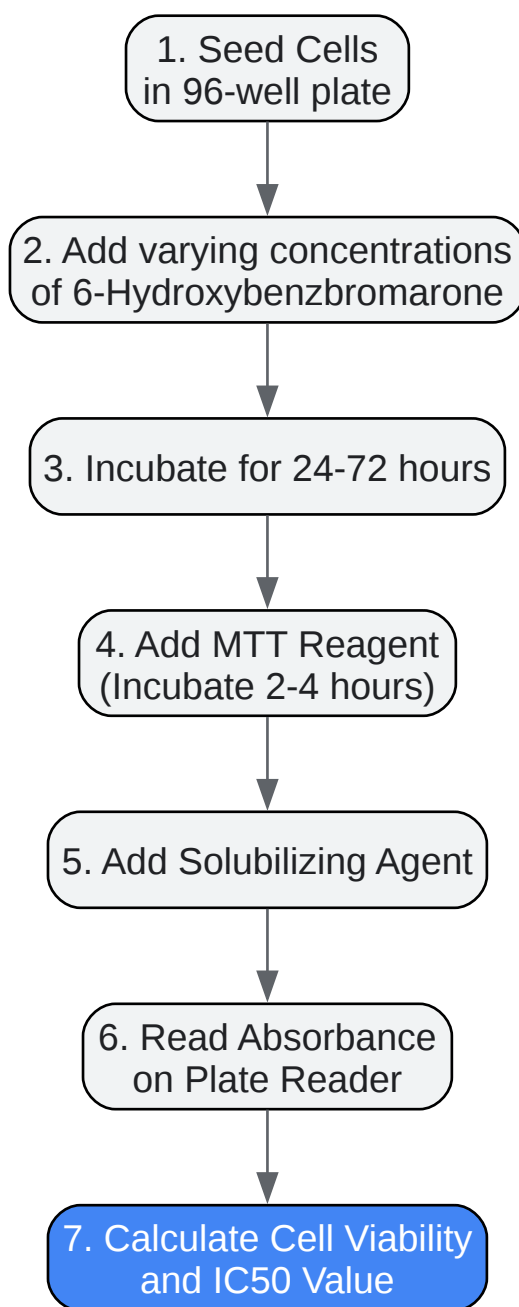 1. Seed Cells
in 96-well plate
2. Add varying concentrations
of 6-Hydroxybenzbromarone
3. Incubate for 24-72 hours
4. Add MTT Reagent
(Incubate 2-4 hours)
5. Add Solubilizing Agent
6. Read Absorbance
on Plate Reader
7. Calculate Cell Viability
and IC50 Value